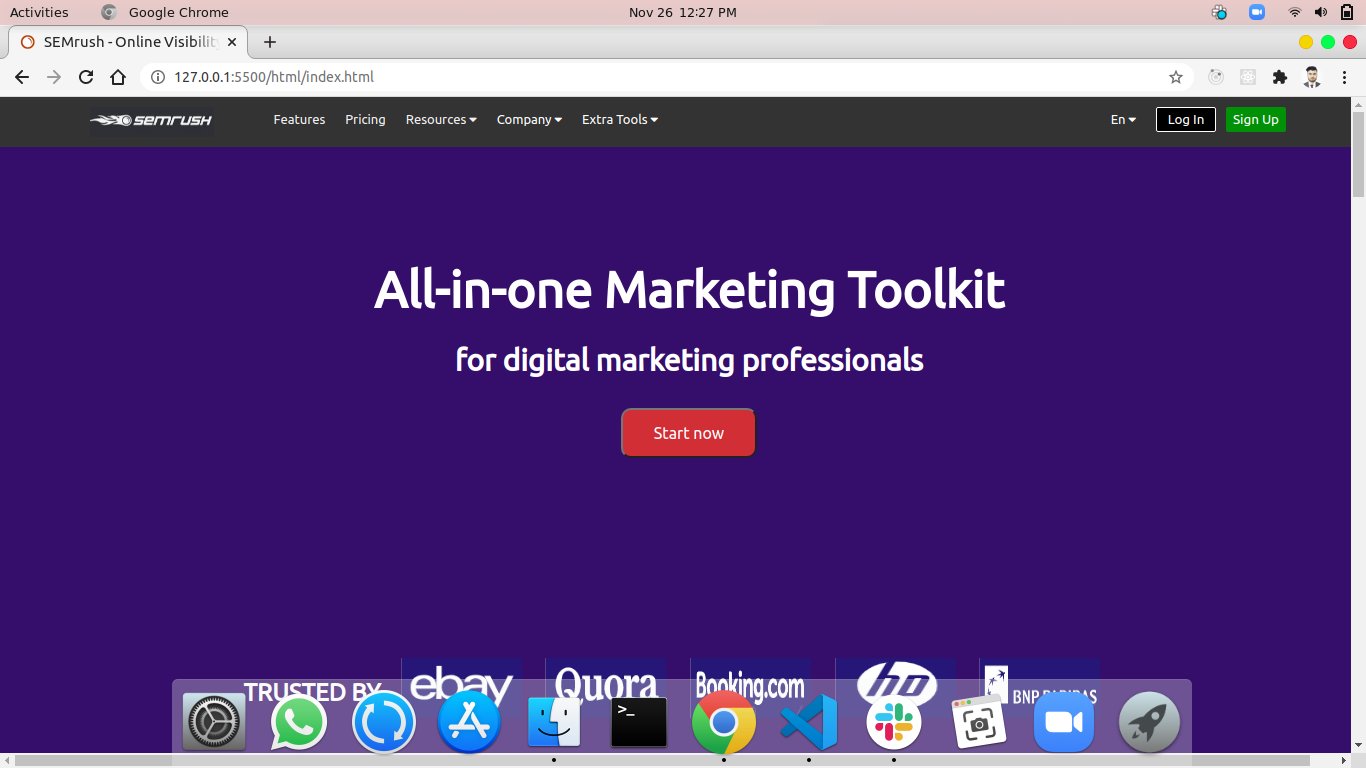 Activities
Google Chrome
Nov 26 12:27 PM
SEMrush - Online Visibility
127.0.0.1:5500/html/index.html
semrush
Features
Pricing
Resources
Company
Extra Tools
En
Log In
Sign Up
All-in-one Marketing Toolkit
for digital marketing professionals
Start now
TRUSTED BY
ebay
Quora
Booking.com
hp
BNP PARIBAS
>_